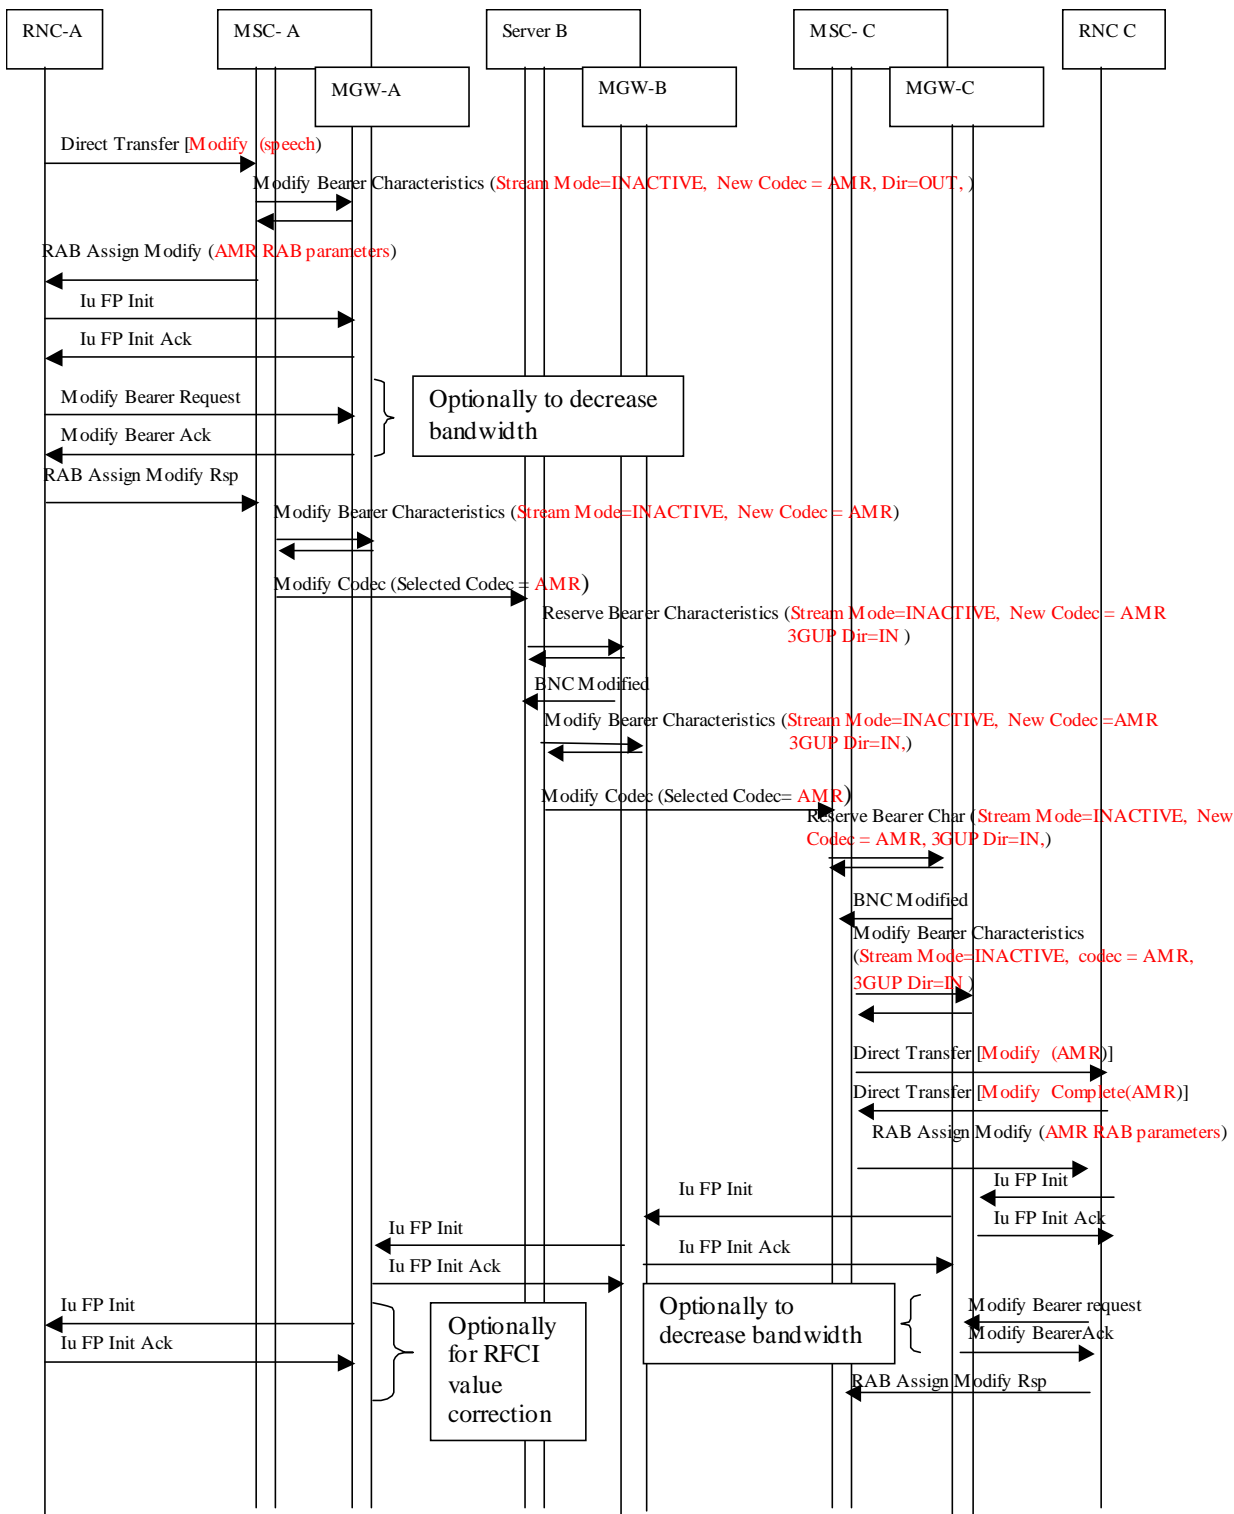 RNC-A
MSC- A
Server B
MSC- C
RNC C
MGW-A
MGW-B
MGW-C
Direct Transfer [Modify (speech)
Modify Bearer Characteristics (Stream Mode=INACTIVE, New Codec = AMR, Dir=OUT, )
RAB Assign Modify (AMR RAB parameters)
Iu FP Init
Iu FP Init Ack
Modify Bearer Request
Optionally to decrease
bandwidth
Modify Bearer Ack
RAB Assign Modify Rsp
Modify Bearer Characteristics (Stream Mode=INACTIVE, New Codec = AMR)
Modify Codec (Selected Codec = AMR)
Reserve Bearer Characteristics (Stream Mode=INACTIVE, New Codec = AMR
3GUP Dir=IN )
BNC Modified
Modify Bearer Characteristics (Stream Mode=INACTIVE, New Codec =AMR
3GUP Dir=IN,)
Modify Codec (Selected Codec= AMR)
Reserve Bearer Char (Stream Mode=INACTIVE, New
Codec = AMR, 3GUP Dir=IN,)
BNC Modified
Modify Bearer Characteristics
(Stream Mode=INACTIVE, codec = AMR,
3GUP Dir=IN )
Direct Transfer [Modify (AMR)]
Direct Transfer [Modify Complete(AMR)]
RAB Assign Modify (AMR RAB parameters)
Iu FP Init
Iu FP Init
Iu FP Init Ack
Iu FP Init
Iu FP Init Ack
Iu FP Init Ack
Iu FP Init
Iu FP Init Ack
Optionally
for RFCI
value
correction
Optionally to
decrease bandwidth
Modify Bearer request
Modify BearerAck
RAB Assign Modify Rsp